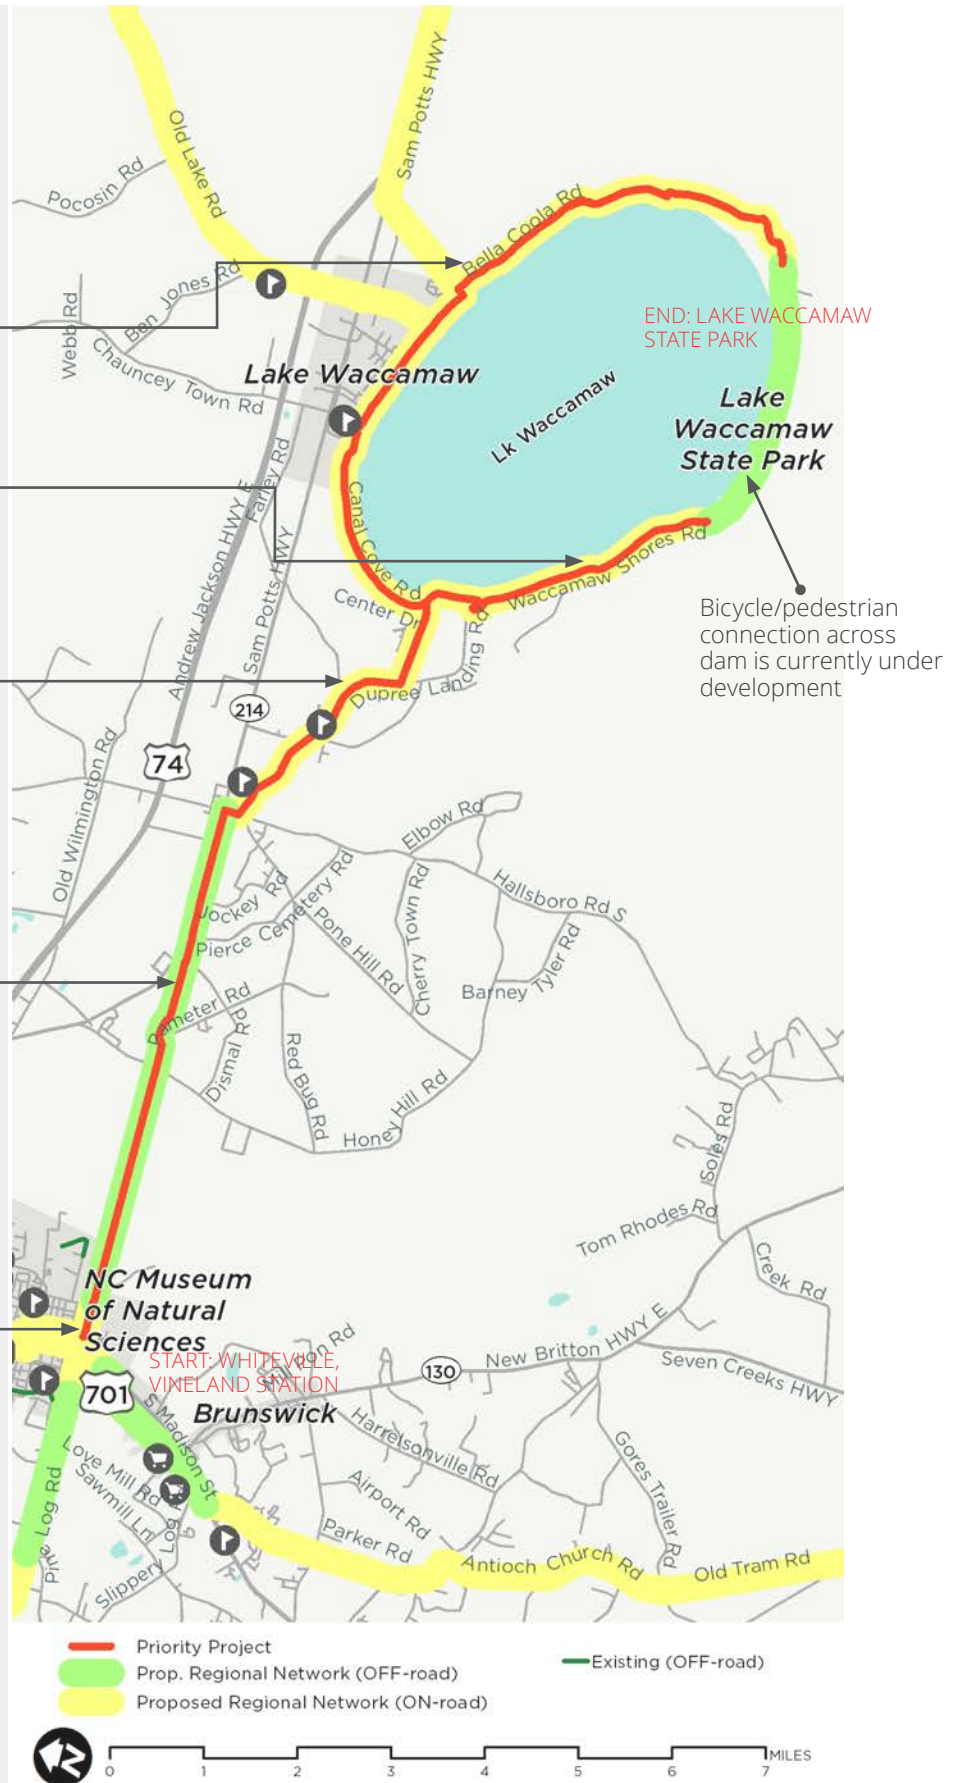 Old Lake Rd
Sam Potts HWY
Pocosin Rd
Bella Coola Rd
Ben Jones Rd
Webb Rd
Chauncey Town Rd
END: LAKE WACCAMAW
STATE PARK
Lake Waccamaw
Lk Waccamaw
Lake
Waccamaw
State Park
Farley Rd
Andrew Jackson HWY E
Canal Cove Rd
Sam Potts HWY
Waccamaw Shores Rd
Center Dr
Bicycle/pedestrian
connection across
dam is currently under
development
Dupree Landing Rd
214
74
Old Wilmington Rd
Elbow Rd
Hallsboro Rd S
Jockey Rd
Pierce Cemetery Rd
Pone Hill Rd
Cherry Town Rd
Barney Tyler Rd
Rameter Rd
Dismal Rd
Red Bug Rd
Honey Hill Rd
Soles Rd
Tom Rhodes Rd
Creek Rd
NC Museum
of Natural
Sciences
START: WHITEVILLE,
VINELAND STATION
130
New Britton HWY E
Seven Creeks HWY
701
Brunswick
S Madison St
Harrelsonville Rd
Gores Trailer Rd
Love Mill Rd
Sawmill Ln
Airport Rd
Pine Log Rd
Slippery Log
Parker Rd
Antioch Church Rd
Old Tram Rd
Priority Project
Existing (OFF-road)
Prop. Regional Network (OFF-road)
Proposed Regional Network (ON-road)
N
0 1 2 3 4 5 6 7 MILES